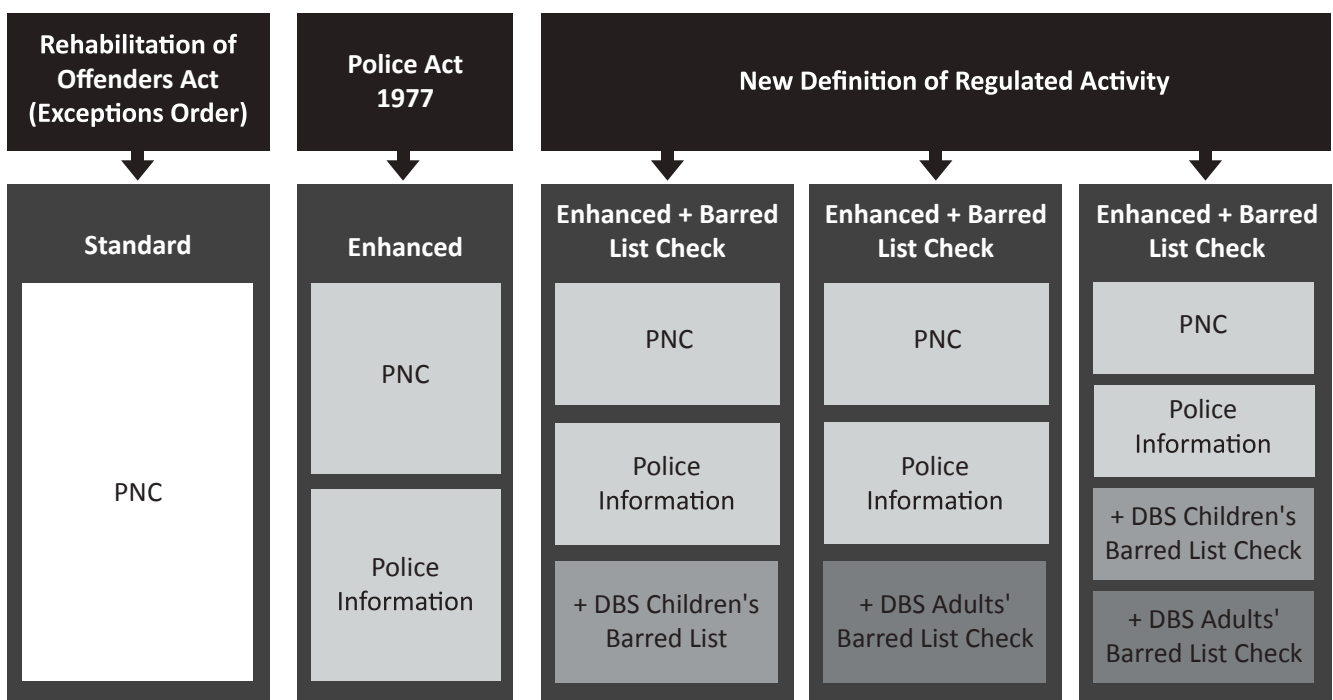 Rehabilitation of
Offenders Act
(Exceptions Order)
Police Act
1977
New Definition of Regulated Activity
Standard
PNC
Enhanced
PNC
Police
Information
Enhanced + Barred
List Check
PNC
Police
Information
+ DBS Children's
Barred List
Enhanced + Barred
List Check
PNC
Police
Information
+ DBS Adults'
Barred List Check
Enhanced + Barred
List Check
PNC
Police
Information
+ DBS Children's
Barred List Check
+ DBS Adults'
Barred List Check